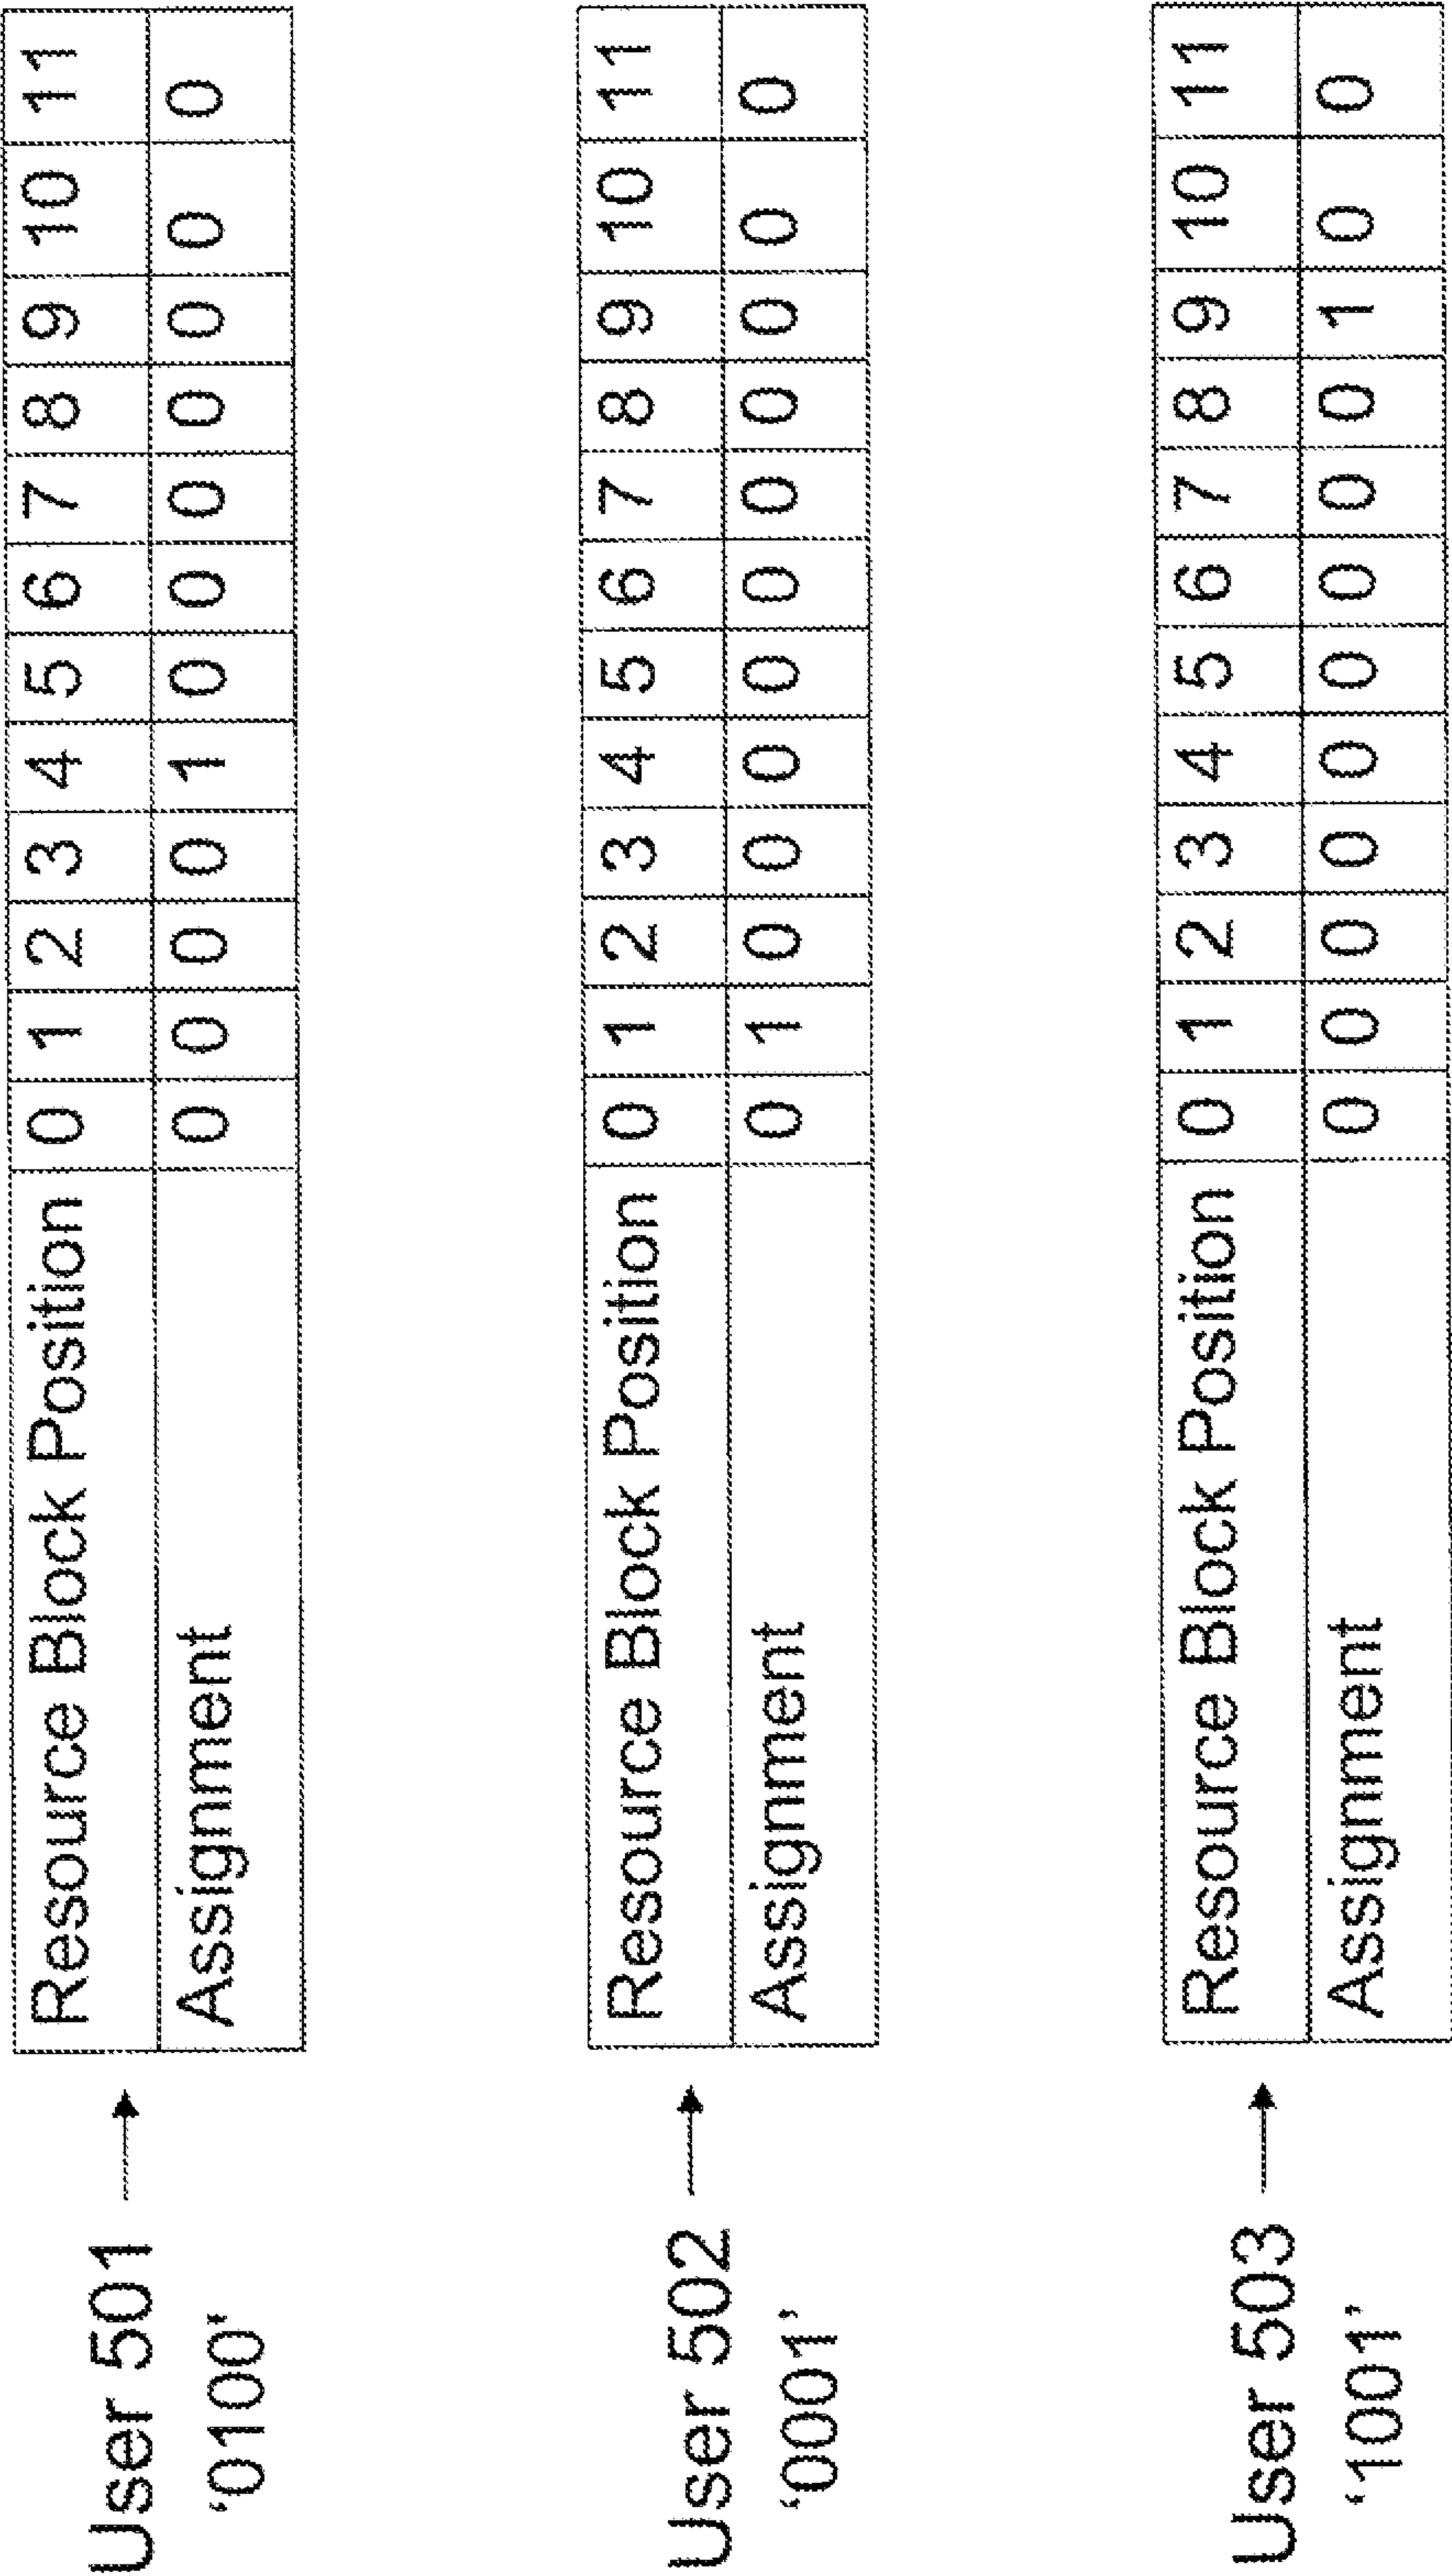 User 501
'0100'
Resource Block Position 0 1 2 3 4 5 6 7 8 9 10 11
Assignment 0 0 0 0 1 0 0 0 0 0 0 0
User 502
‘0001’
Resource Block Position 0 1 2 3 4 5 6 7 8 9 10 11
Assignment 0 1 0 0 0 0 0 0 0 0 0 0
User 503
‘1001’
Resource Block Position 0 1 2 3 4 5 6 7 8 9 10 11
Assignment 0 0 0 0 0 0 0 0 0 1 0 0